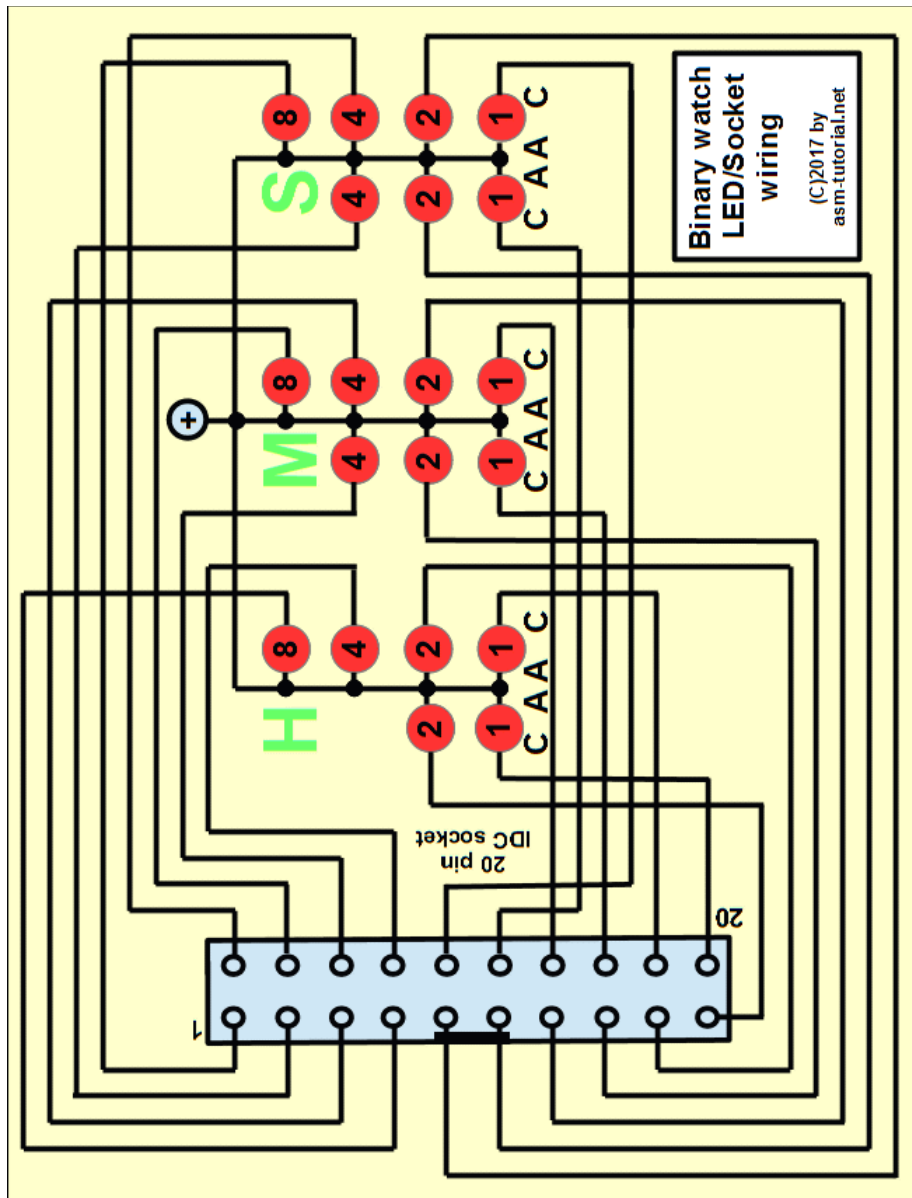 +
1
H M S
8 8 8
4 4 4 4 4
2 2 2 2 2 2
1 1 1 1 1 1
C A A C C A A C C A A C
20 pin
IDC socket
20
Binary watch
LED/Socket
wiring
(C)2017 by
asm-tutorial.net